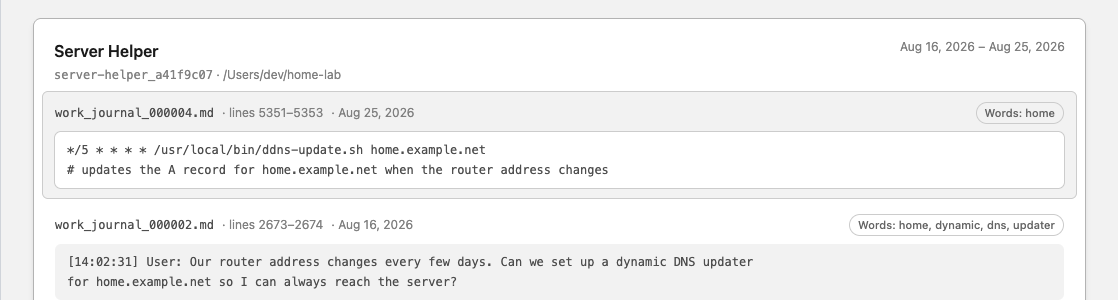 Server Helper
Aug 16, 2026 – Aug 25, 2026
server-helper_a41f9c07 · /Users/dev/home-lab
work_journal_000004.md · lines 5351–5353 · Aug 25, 2026
Words: home
*/5 * * * * /usr/local/bin/ddns-update.sh home.example.net
# updates the A record for home.example.net when the router address changes
work_journal_000002.md · lines 2673–2674 · Aug 16, 2026
Words: home, dynamic, dns, updater
[14:02:31] User: Our router address changes every few days. Can we set up a dynamic DNS updater
for home.example.net so I can always reach the server?